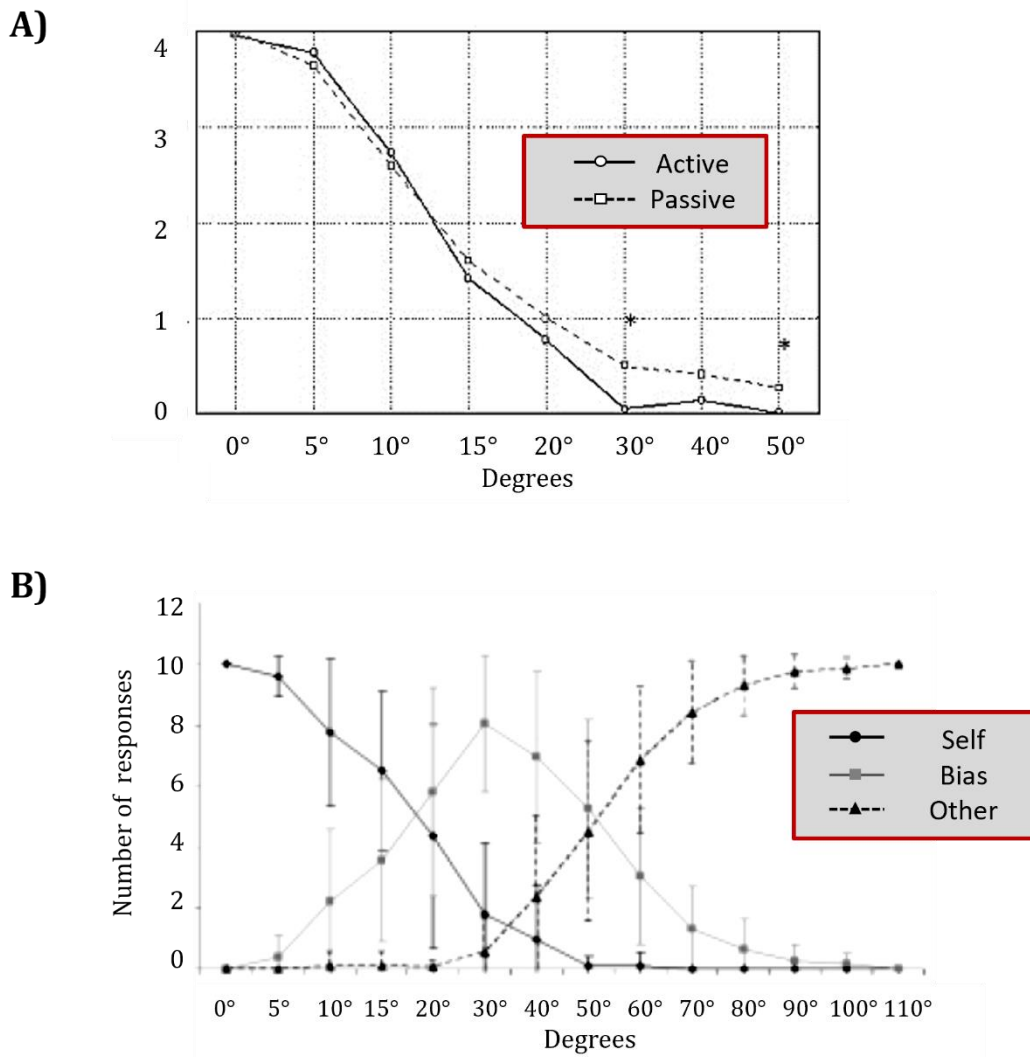 A)
4
3
2
1
0
Active
Passive
*
*
0° 5° 10° 15° 20° 30° 40° 50°
Degrees
B)
Number of responses
12
10
8
6
4
2
0
Self
Bias
Other
0° 5° 10° 15° 20° 30° 40° 50° 60° 70° 80° 90° 100° 110°
Degrees